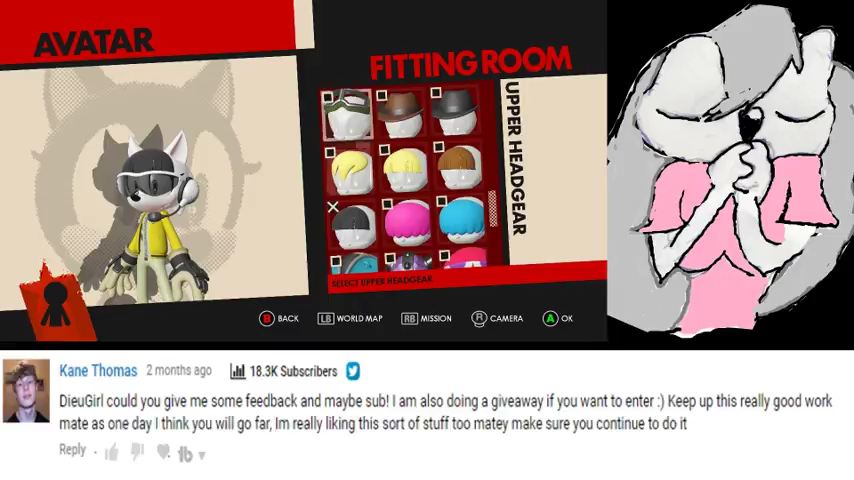 AVATAR
FITTING ROOM
UPPER HEADGEAR
SELECT UPPER HEADGEAR
B BACK
LB WORLD MAP
RB MISSION
R CAMERA
A OK
Kane Thomas 2 months ago 18.3K Subscribers
DieuGirl could you give me some feedback and maybe sub! I am also doing a giveaway if you want to enter :) Keep up this really good work
mate as one day I think you will go far, Im really liking this sort of stuff too matey make sure you continue to do it
Reply
tb